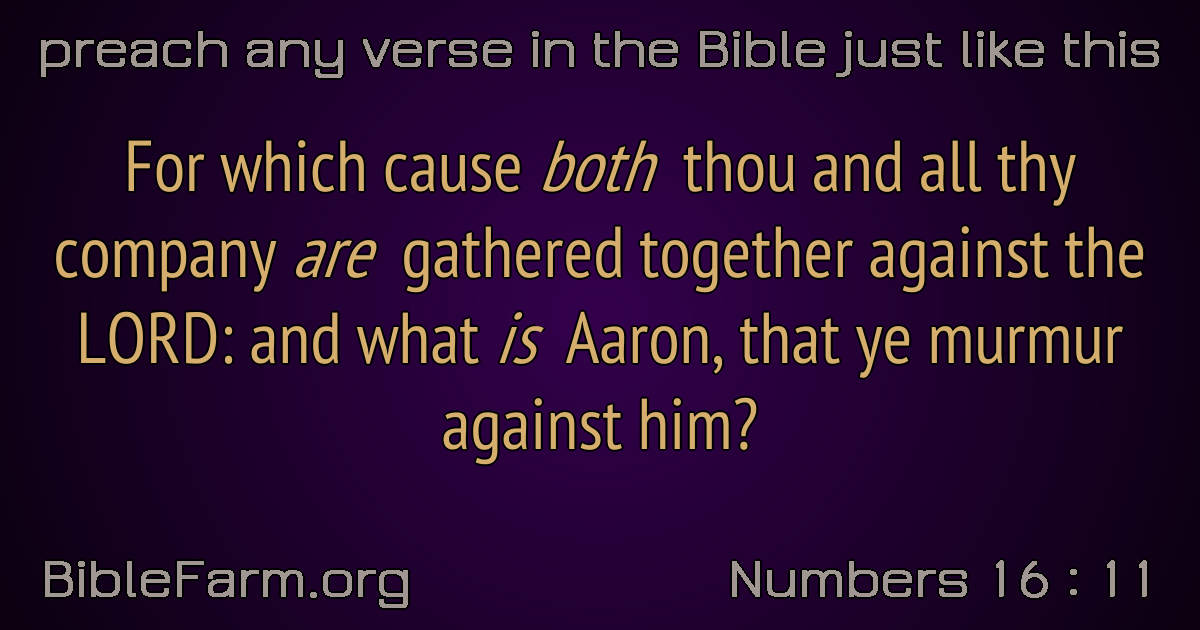 preach any verse in the Bible just like this
For which cause both thou and all thy
company are gathered together against the
LORD: and what is Aaron, that ye murmur
against him?
BibleFarm.org
Numbers 16 : 11